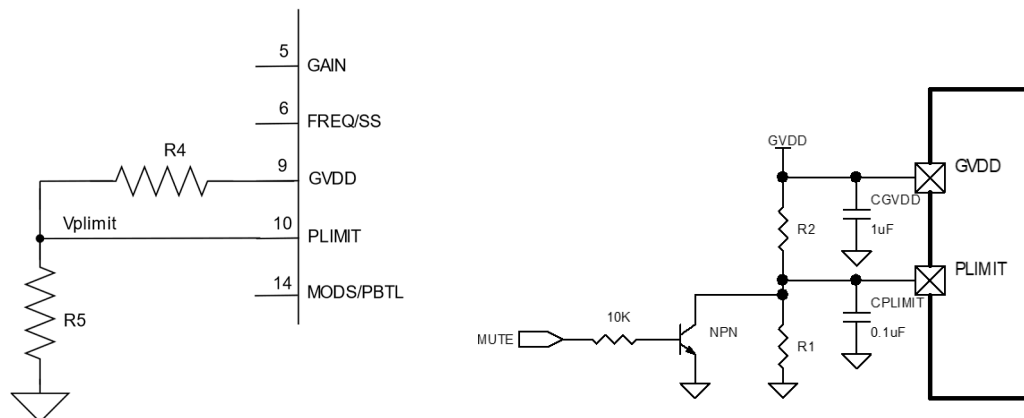 5
GAIN
6
FREQ/SS
R4
9
GVDD
Vplimit
10
PLIMIT
14
MODS/PBTL
R5
GVDD
GVDD
CGVDD
1uF
R2
PLIMIT
CPLIMIT
0.1uF
10K
NPN
MUTE
R1